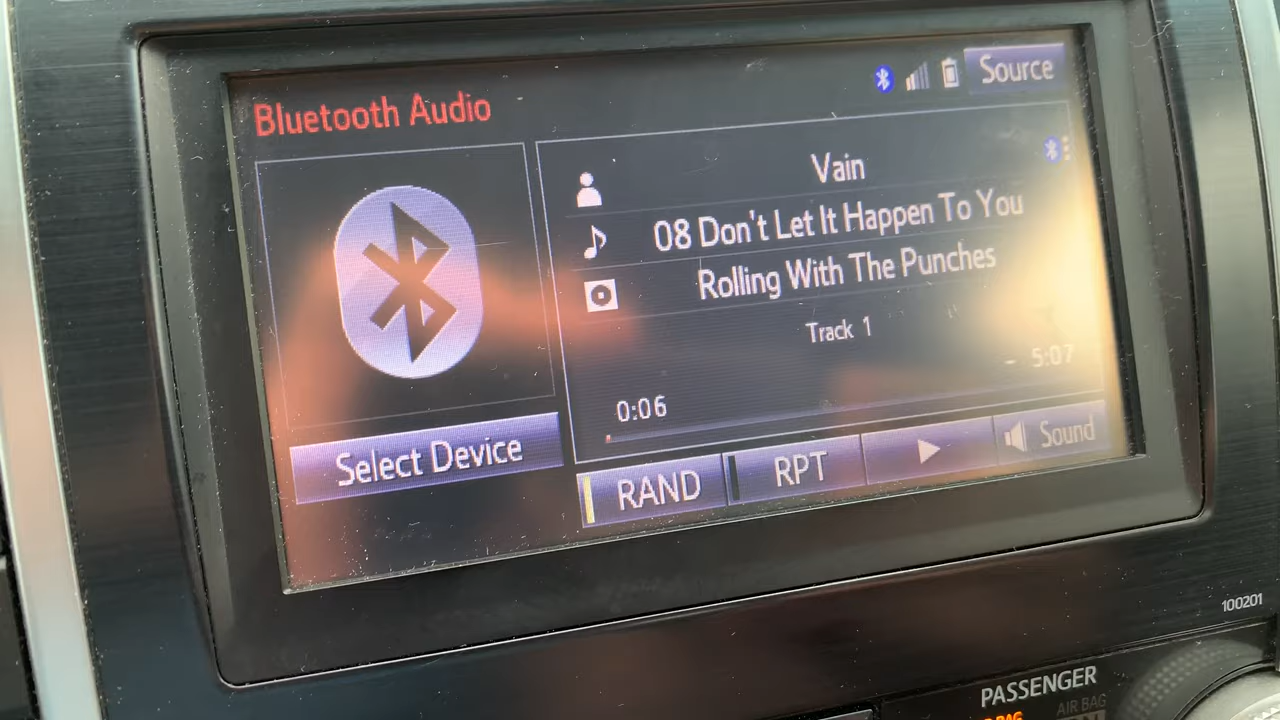 Source
Bluetooth Audio
Vain
08 Don't Let It Happen To You
Rolling With The Punches
Track 1
- 5:07
0:06
Select Device
RAND
RPT
Sound
100201
PASSENGER
AIR BAG
BAG